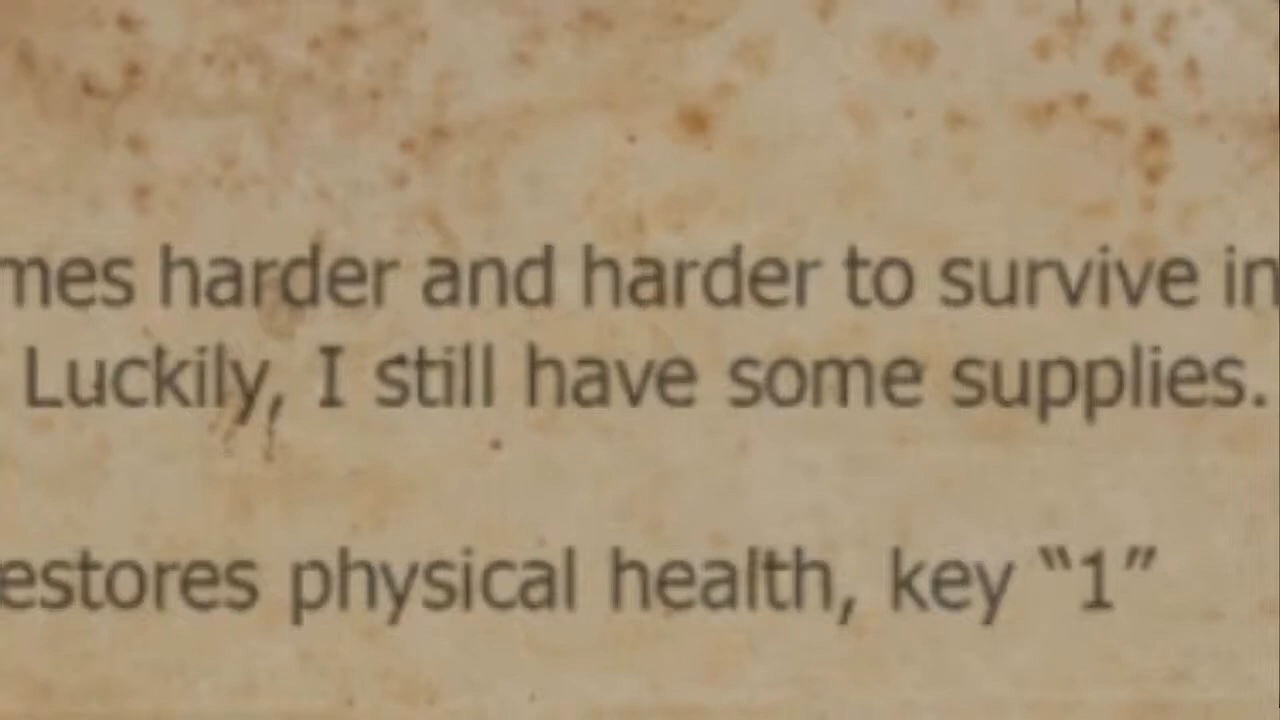 mes harder and harder to survive in
Luckily, I still have some supplies.
estores physical health, key “1”